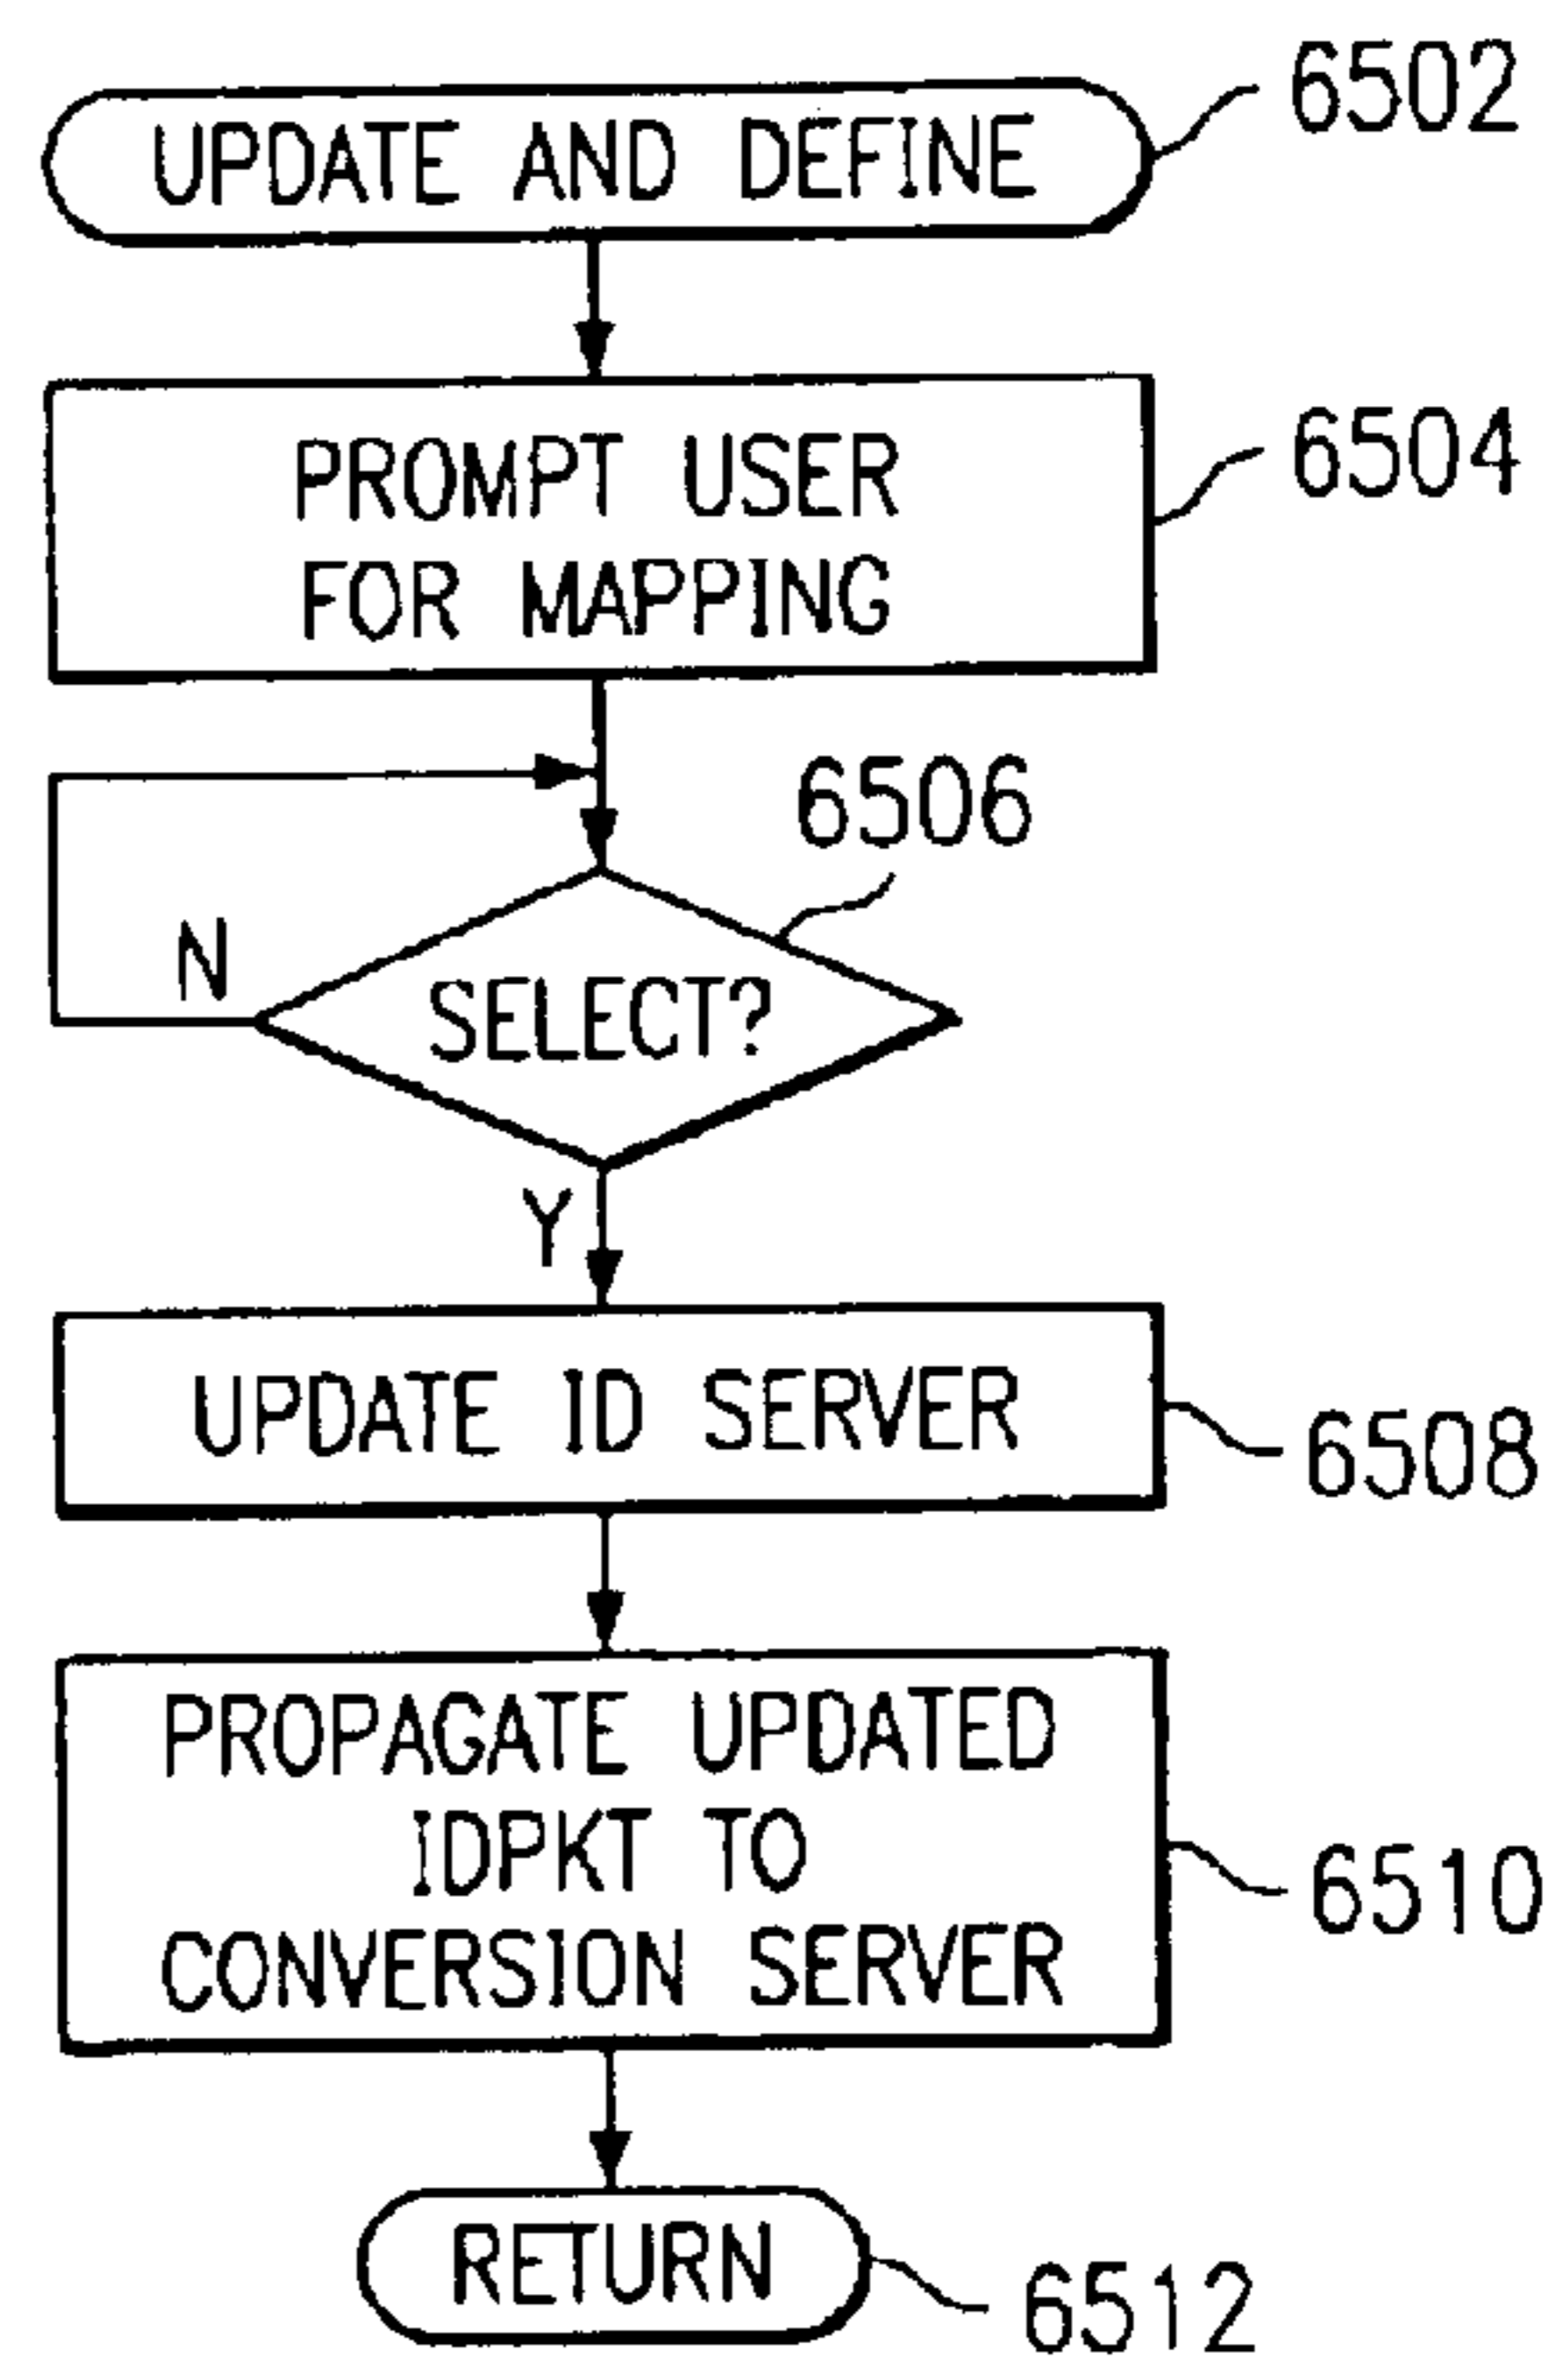 UPDATE AND DEFINE
6502
PROMPT USER
FOR MAPPING
6504
6506
SELECT?
N
Y
UPDATE ID SERVER
6508
PROPAGATE UPDATED
IDPKT TO
CONVERSION SERVER
6510
RETURN
6512